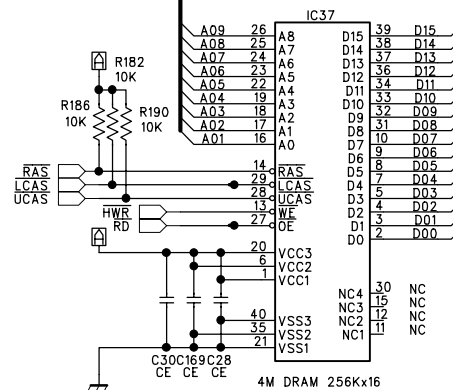 IC37
A09 26 A8 D15 39 D15
A08 25 A7 D14 38 D14
A07 24 A6 D13 37 D13
A06 23 A5 D12 36 D12
A05 22 A4 D11 34 D11
A04 19 A3 D10 33 D10
A03 18 A2 D9 32 D09
A02 17 A1 D8 31 D08
A01 16 A0 D7 10 D07
D6 9 D06
R182 10K
R186 10K
R190 10K
RAS 14 RAS D5 8 D05
LCAS 29 LCAS D4 7 D04
UCAS 28 UCAS D3 5 D03
HWR 13 WE D2 4 D02
RD 27 OE D1 3 D01
D0 2 D00
20 VCC3
6 VCC2
1 VCC1
NC4 30 NC
NC3 15 NC
40 VSS3 NC2 12 NC
35 VSS2 NC1 11 NC
21 VSS1
C30 C169 C28
CE CE CE
4M DRAM 256Kx16